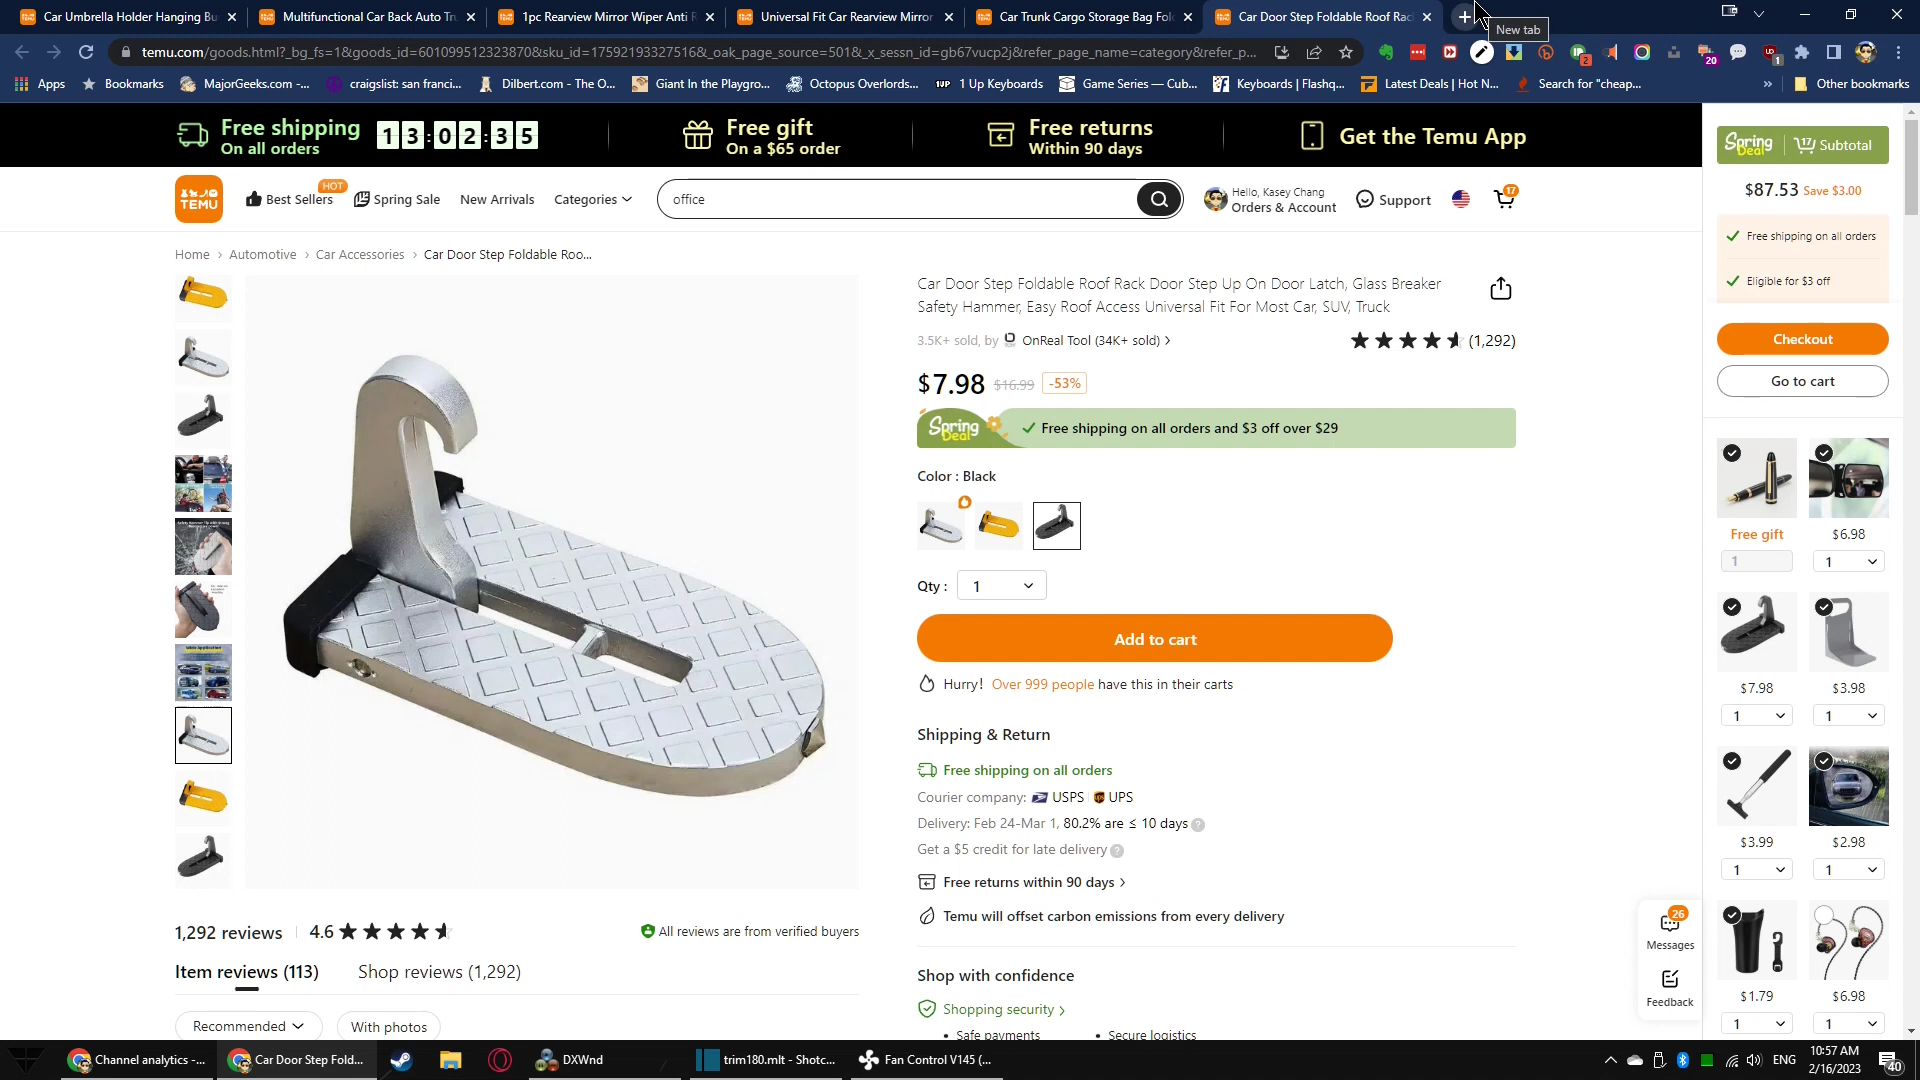 Car Umbrella Holder Hanging Bu
Multifunctional Car Back Auto Tr
1pc Rearview Mirror Wiper Anti R
Universal Fit Car Rearview Mirror
Car Trunk Cargo Storage Bag Fol
Car Door Step Foldable Roof Rac
New tab
temu.com/goods.html?_bg_fs=1&goods_id=601099512323870&sku_id=17592193327516&_oak_page_source=501&_x_sessn_id=gb67vucp2j&refer_page_name=category&refer_p...
2
20
1
Apps
Bookmarks
MajorGeeks.com -...
craigslist: san franci...
Dilbert.com - The O...
Giant In the Playgro...
Octopus Overlords...
1UP 1 Up Keyboards
Game Series — Cub...
Keyboards | Flashq...
Latest Deals | Hot N...
Search for "cheap...
»
Other bookmarks
Free shipping
On all orders
13:02:35
Free gift
On a $65 order
Free returns
Within 90 days
Get the Temu App
TEMU
Best Sellers
HOT
Spring Sale
New Arrivals
Categories
office
Hello, Kasey Chang
Orders & Account
Support
17
Home › Automotive › Car Accessories › Car Door Step Foldable Roo...
Car Door Step Foldable Roof Rack Door Step Up On Door Latch, Glass Breaker
Safety Hammer, Easy Roof Access Universal Fit For Most Car, SUV, Truck
3.5K+ sold, by OnReal Tool (34K+ sold) ›
(1,292)
$7.98 $16.99 -53%
Spring Deal
Free shipping on all orders and $3 off over $29
Color : Black
Qty : 1
Add to cart
Hurry! Over 999 people have this in their carts
Shipping & Return
Free shipping on all orders
Courier company: USPS UPS
Delivery: Feb 24-Mar 1, 80.2% are ≤ 10 days ?
Get a $5 credit for late delivery ?
Free returns within 90 days ›
Temu will offset carbon emissions from every delivery
Shop with confidence
Shopping security ›
• Safe payments • Secure logistics
1,292 reviews
4.6
All reviews are from verified buyers
Item reviews (113)
Shop reviews (1,292)
Recommended
With photos
Spring Deal
17 Subtotal
$87.53 Save $3.00
Free shipping on all orders
Eligible for $3 off
Checkout
Go to cart
Free gift
$6.98
1
1
$7.98
$3.98
1
1
$3.99
$2.98
1
1
$1.79
$6.98
1
1
26
Messages
Feedback
Channel analytics -...
Car Door Step Fold...
DXWnd
trim180.mlt - Shotc...
Fan Control V145 (...
ENG
10:57 AM
2/16/2023
40